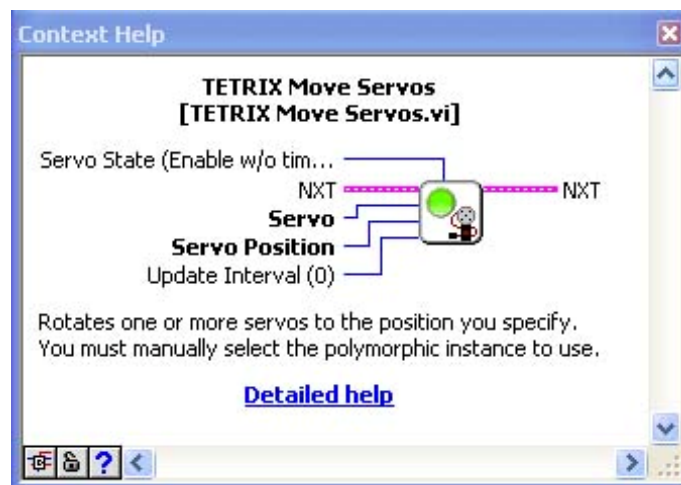 Context Help
TETRIX Move Servos
[TETRIX Move Servos.vi]
Servo State (Enable w/o tim...
NXT NXT
Servo
Servo Position
Update Interval (0)
Rotates one or more servos to the position you specify.
You must manually select the polymorphic instance to use.
Detailed help
?